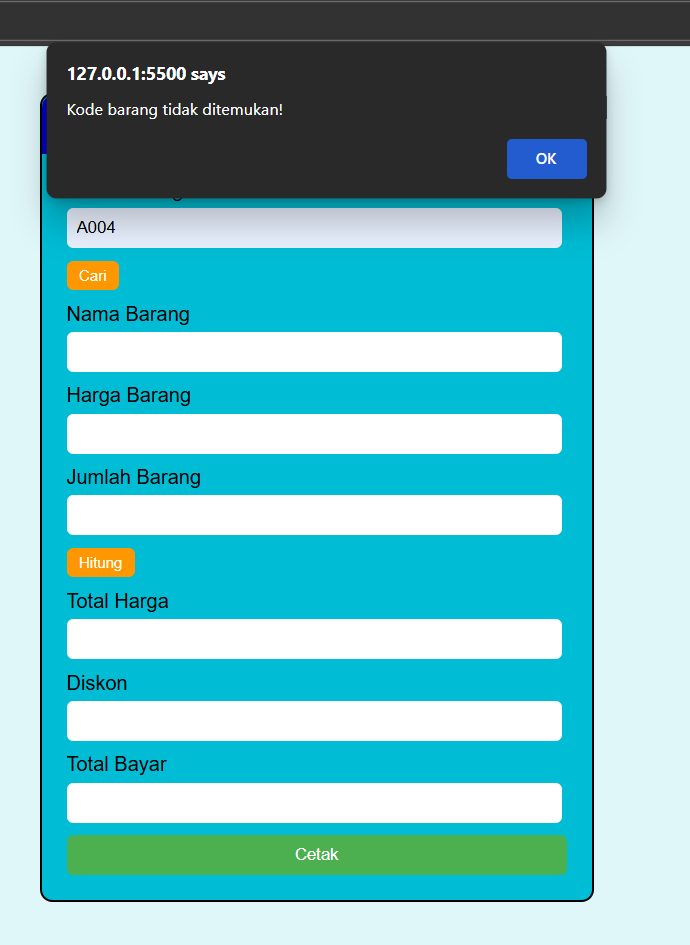 127.0.0.1:5500 says
Kode barang tidak ditemukan!
OK
A004
Cari
Nama Barang
Harga Barang
Jumlah Barang
Hitung
Total Harga
Diskon
Total Bayar
Cetak